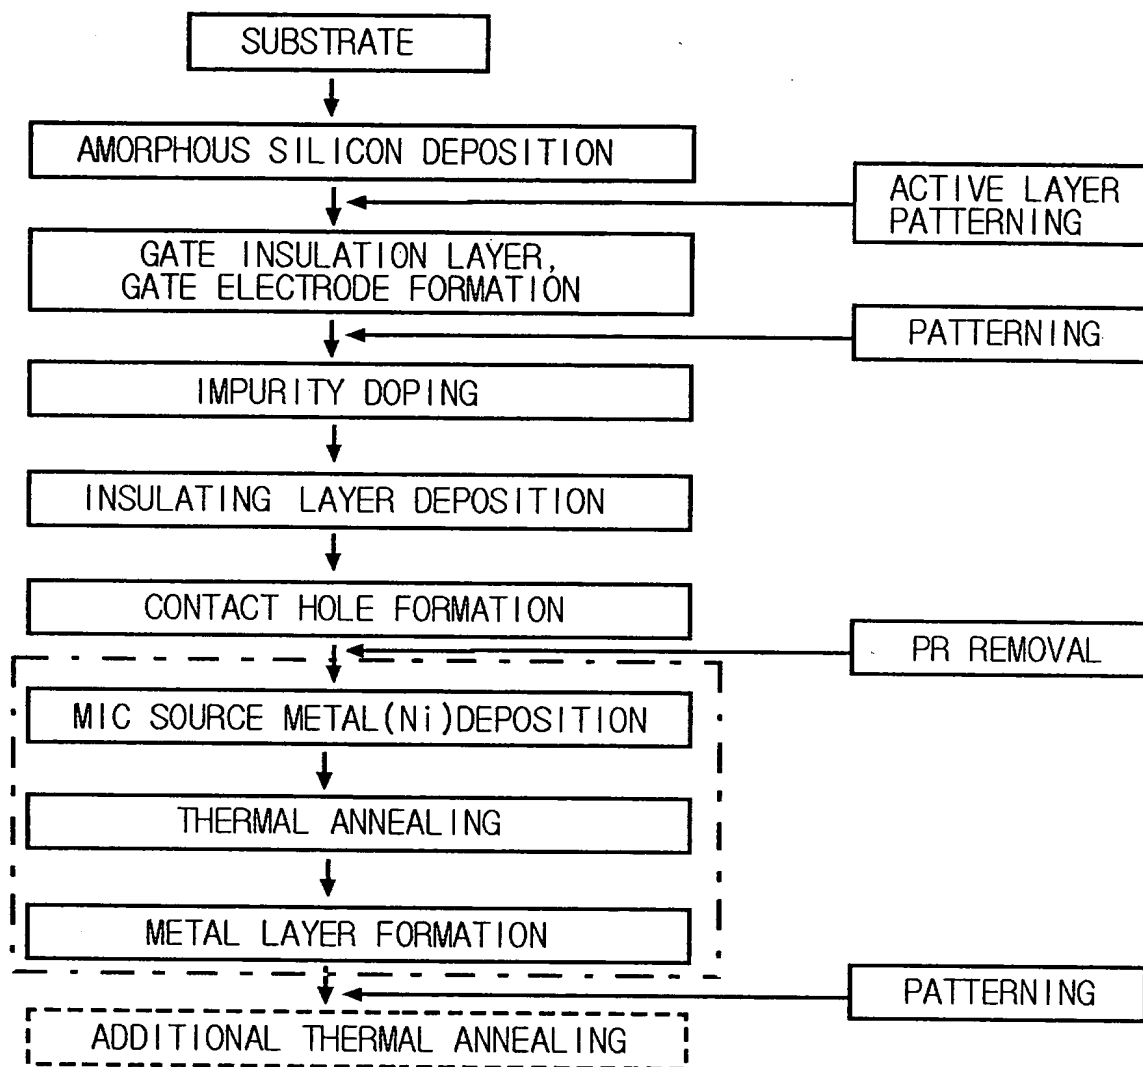 SUBSTRATE
AMORPHOUS SILICON DEPOSITION
ACTIVE LAYER
PATTERNING
GATE INSULATION LAYER,
GATE ELECTRODE FORMATION
PATTERNING
IMPURITY DOPING
INSULATING LAYER DEPOSITION
CONTACT HOLE FORMATION
PR REMOVAL
MIC SOURCE METAL(Ni)DEPOSITION
THERMAL ANNEALING
METAL LAYER FORMATION
PATTERNING
ADDITIONAL THERMAL ANNEALING